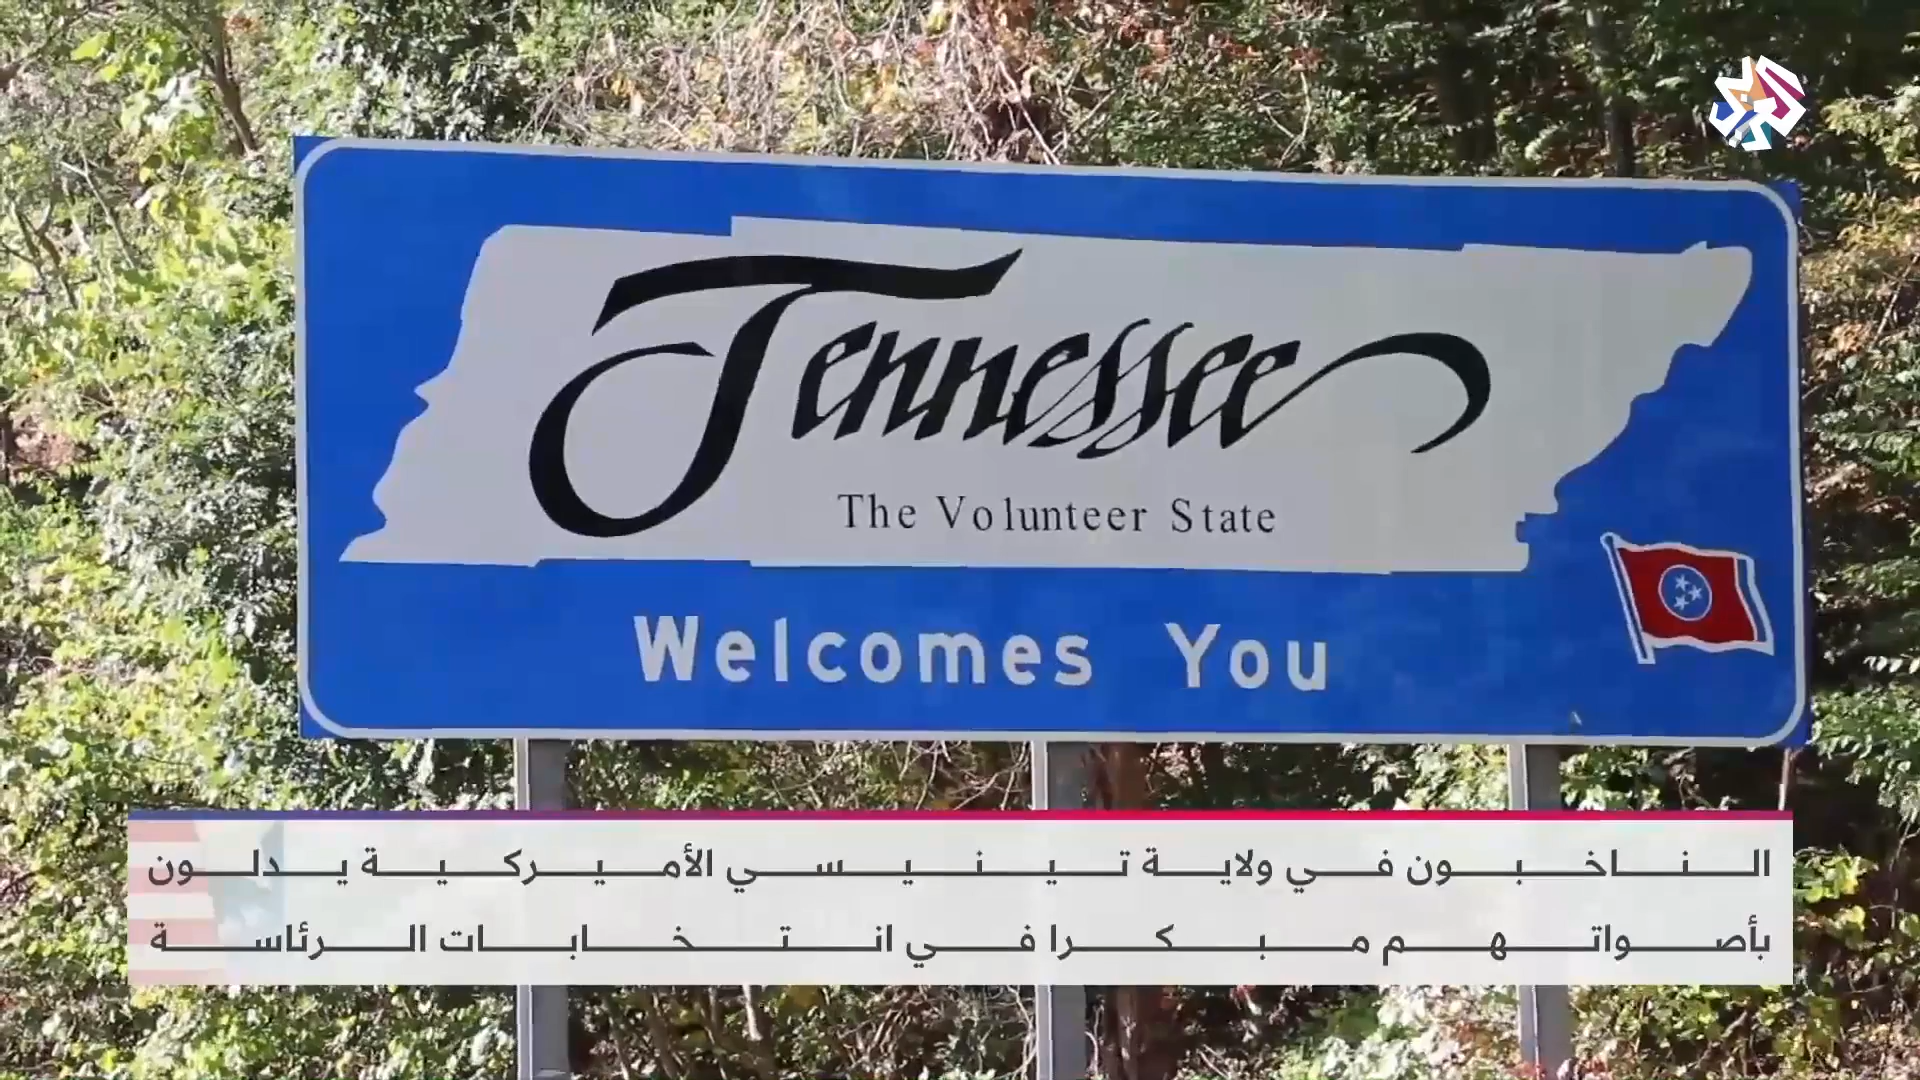 Tennessee
The Volunteer State
Welcomes You
الناخبون في ولاية تينيسي الأميركية يدلون
بأصواتهم مبكرا في انتخابات الرئاسة